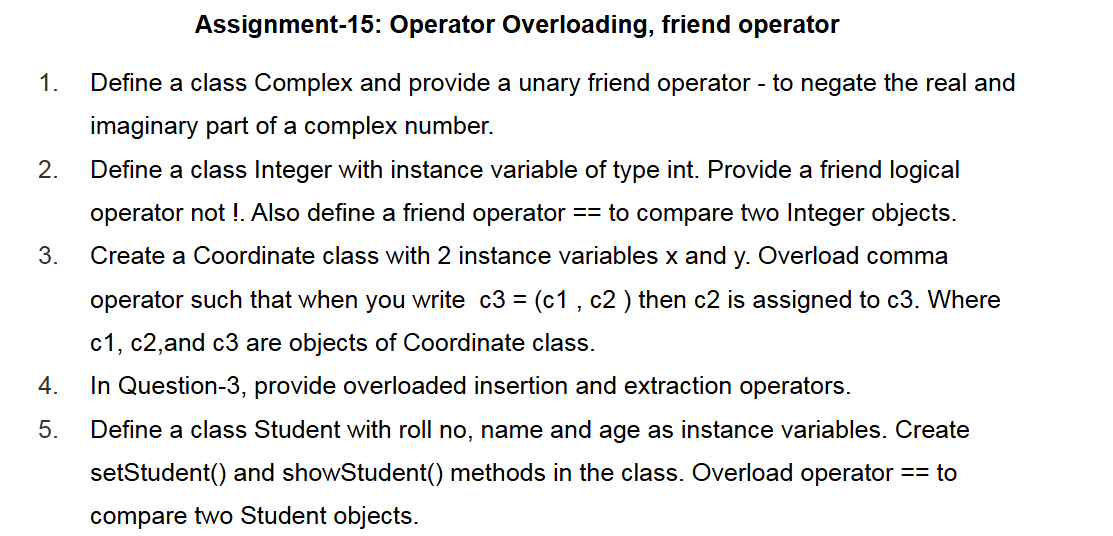 Assignment-15: Operator Overloading, friend operator
1. Define a class Complex and provide a unary friend operator - to negate the real and
imaginary part of a complex number.
2. Define a class Integer with instance variable of type int. Provide a friend logical
operator not !. Also define a friend operator == to compare two Integer objects.
3. Create a Coordinate class with 2 instance variables x and y. Overload comma
operator such that when you write  c3 = (c1 , c2 ) then c2 is assigned to c3. Where
c1, c2,and c3 are objects of Coordinate class.
4. In Question-3, provide overloaded insertion and extraction operators.
5. Define a class Student with roll no, name and age as instance variables. Create
setStudent() and showStudent() methods in the class. Overload operator == to
compare two Student objects.